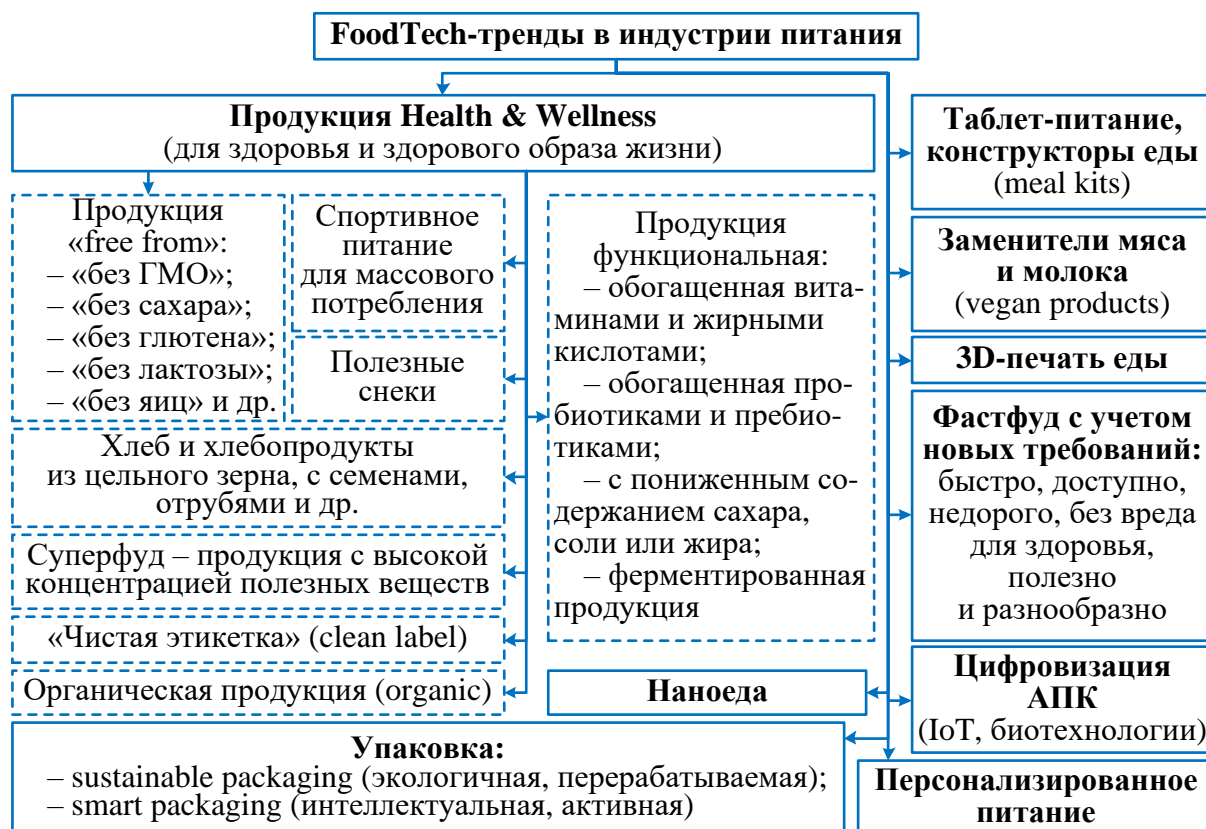 FoodTech-тренды в индустрии питания
Продукция Health & Wellness
(для здоровья и здорового образа жизни)
Продукция
«free from»:
– «без ГМО»;
– «без сахара»;
– «без глютена»;
– «без лактозы»;
– «без яиц» и др.
Спортивное
питание
для массового
потребления
Полезные
снеки
Хлеб и хлебопродукты
из цельного зерна, с семенами,
отрубями и др.
Суперфуд – продукция с высокой
концентрацией полезных веществ
«Чистая этикетка» (clean label)
Органическая продукция (organic)
Продукция
функциональная:
– обогащенная вита-
минами и жирными
кислотами;
– обогащенная про-
биотиками и пребио-
тиками;
– с пониженным со-
держанием сахара,
соли или жира;
– ферментированная
продукция
Наноеда
Упаковка:
– sustainable packaging (экологичная, перерабатываемая);
– smart packaging (интеллектуальная, активная)
Таблет-питание,
конструкторы еды
(meal kits)
Заменители мяса
и молока
(vegan products)
3D-печать еды
Фастфуд с учетом
новых требований:
быстро, доступно,
недорого, без вреда
для здоровья,
полезно
и разнообразно
Цифровизация
АПК
(IoT, биотехнологии)
Персонализированное
питание